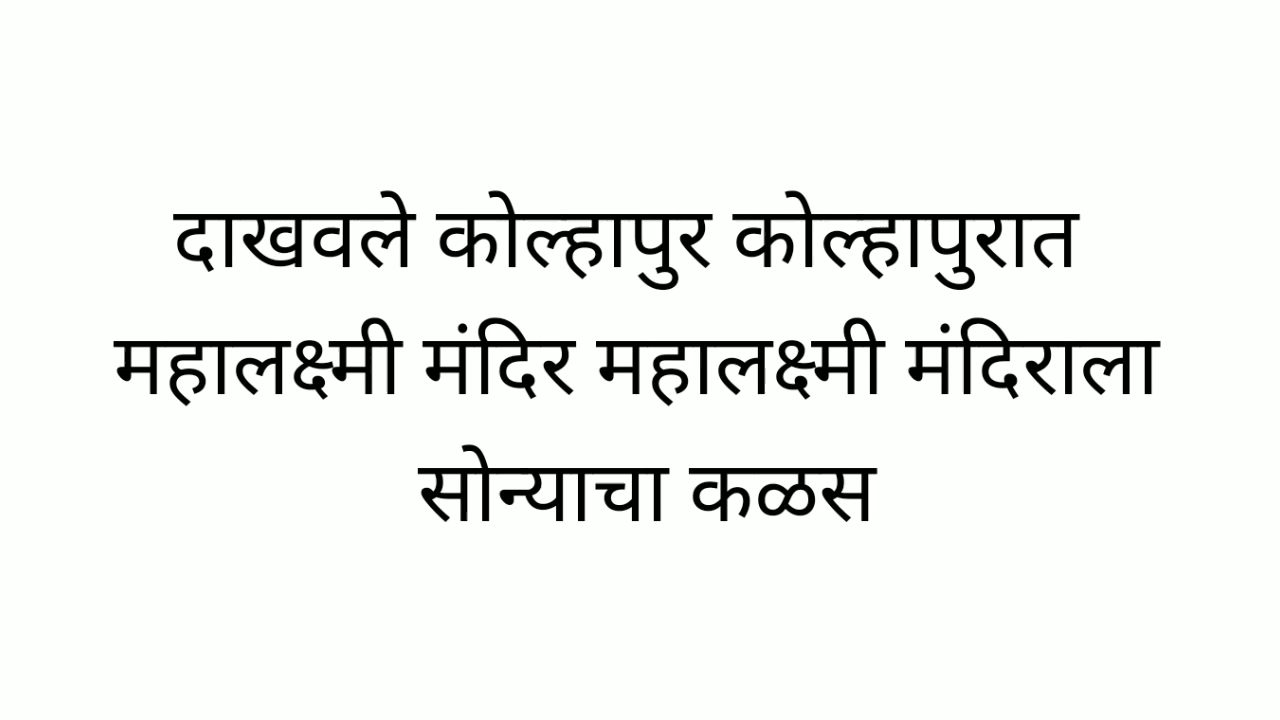 दाखवले कोल्हापुर कोल्हापुरात
महालक्ष्मी मंदिर महालक्ष्मी मंदिराला
सोन्याचा कळस